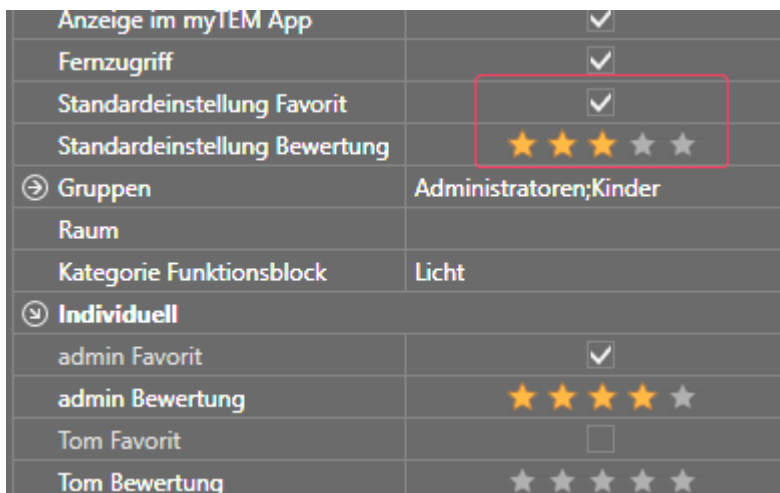 Anzeige im myTEM App
Fernzugriff
Standardeinstellung Favorit
Standardeinstellung Bewertung
Gruppen Administratoren;Kinder
Raum
Kategorie Funktionsblock Licht
Individuell
admin Favorit
admin Bewertung
Tom Favorit
Tom Bewertung